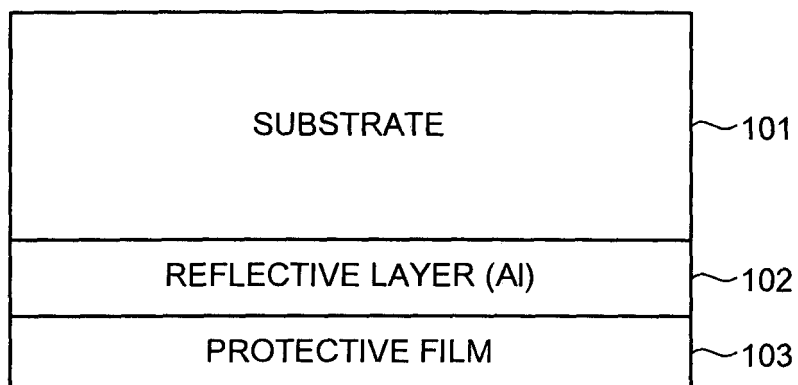 SUBSTRATE 101
REFLECTIVE LAYER (Al) 102
PROTECTIVE FILM 103